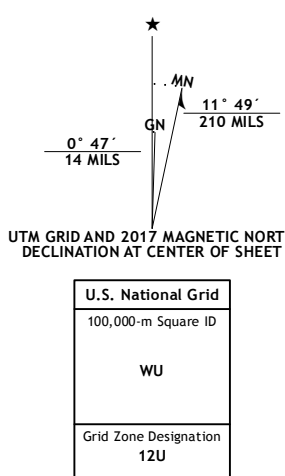 ★
MN
GN
11° 49´
210 MILS
0° 47´
14 MILS
UTM GRID AND 2017 MAGNETIC NORT
DECLINATION AT CENTER OF SHEET
U.S. National Grid
100,000-m Square ID
WU
Grid Zone Designation
12U